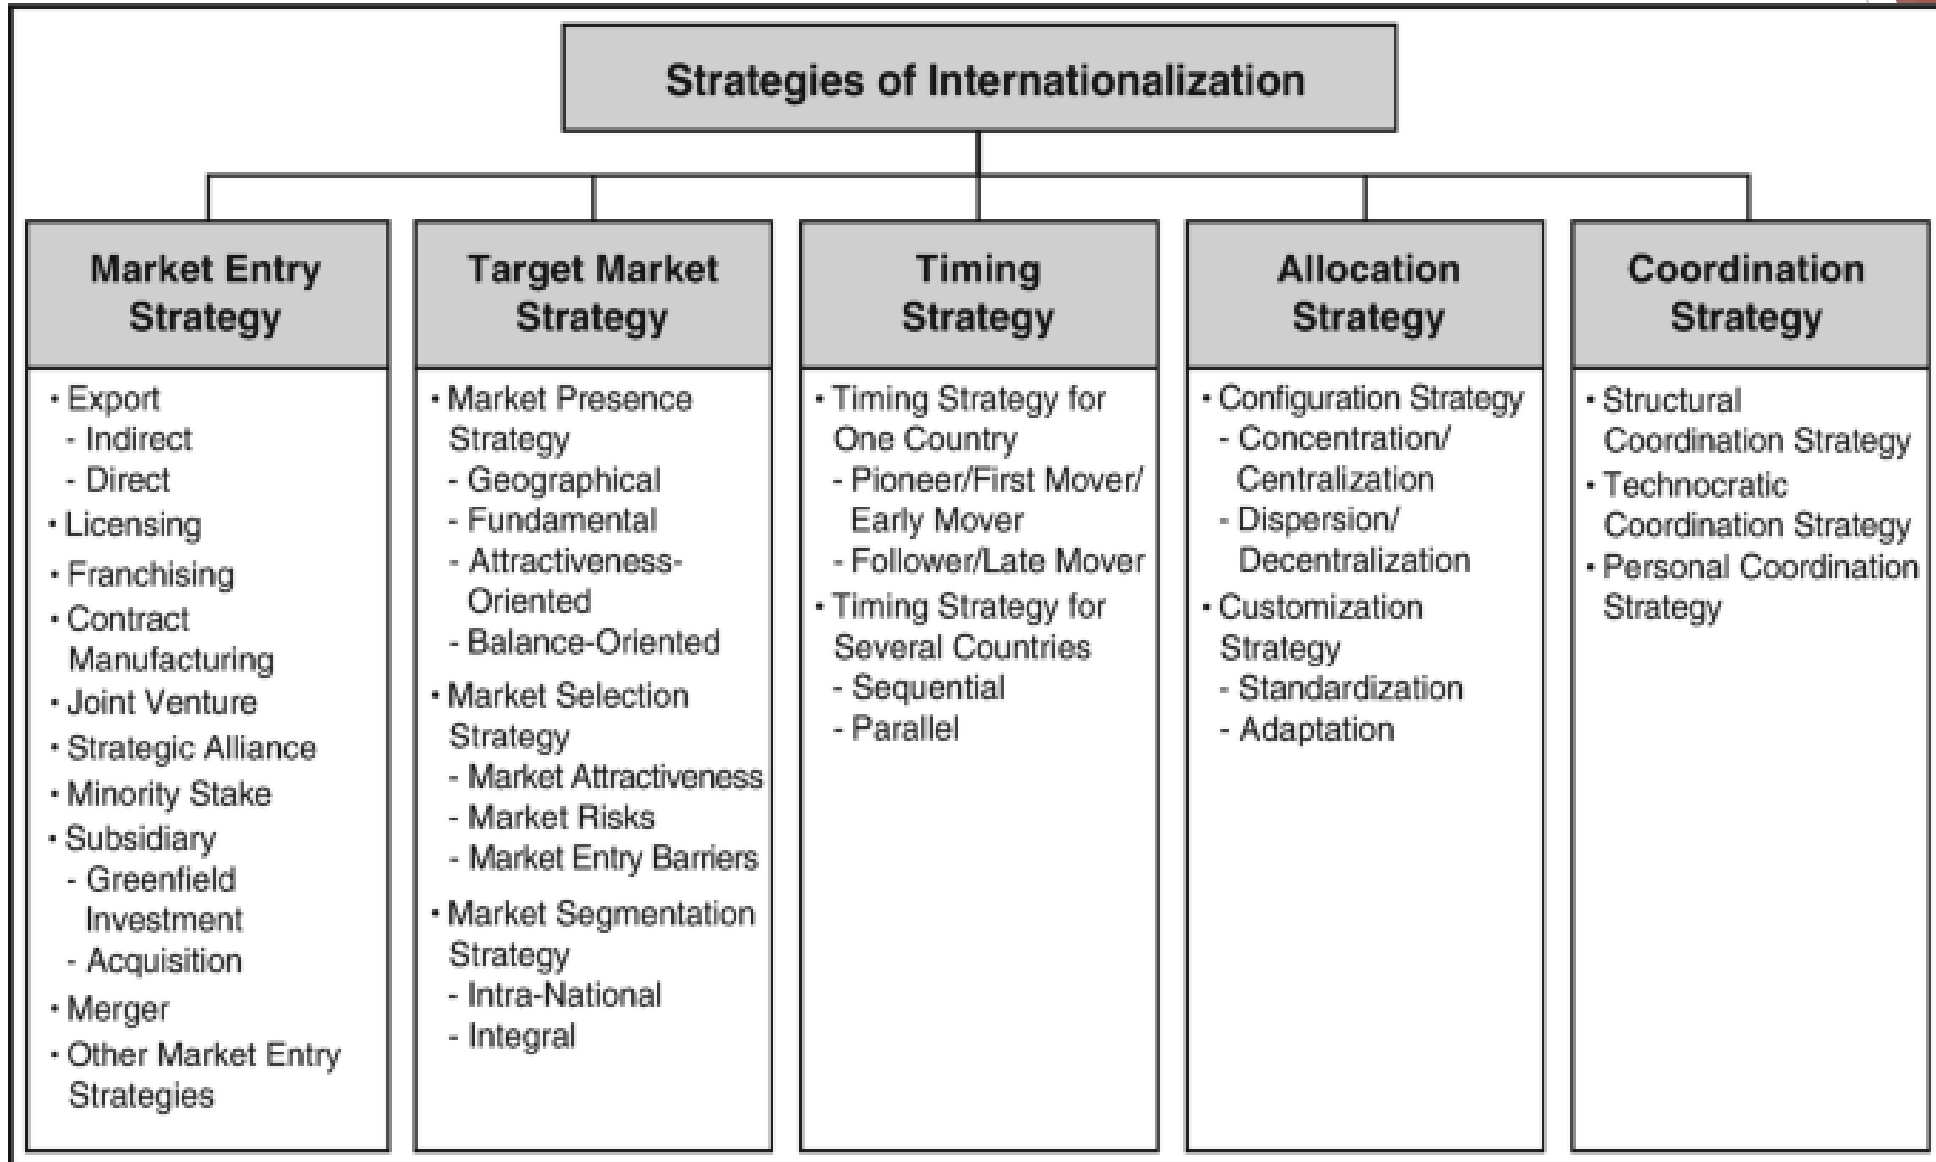 Strategies of Internationalization
Market Entry
Strategy
• Export
- Indirect
- Direct
• Licensing
• Franchising
• Contract
Manufacturing
• Joint Venture
• Strategic Alliance
• Minority Stake
• Subsidiary
- Greenfield
Investment
- Acquisition
• Merger
• Other Market Entry
Strategies
Target Market
Strategy
• Market Presence
Strategy
- Geographical
- Fundamental
- Attractiveness-
Oriented
- Balance-Oriented
• Market Selection
Strategy
- Market Attractiveness
- Market Risks
- Market Entry Barriers
• Market Segmentation
Strategy
- Intra-National
- Integral
Timing
Strategy
• Timing Strategy for
One Country
- Pioneer/First Mover/
Early Mover
- Follower/Late Mover
• Timing Strategy for
Several Countries
- Sequential
- Parallel
Allocation
Strategy
• Configuration Strategy
- Concentration/
Centralization
- Dispersion/
Decentralization
• Customization
Strategy
- Standardization
- Adaptation
Coordination
Strategy
• Structural
Coordination Strategy
• Technocratic
Coordination Strategy
• Personal Coordination
Strategy